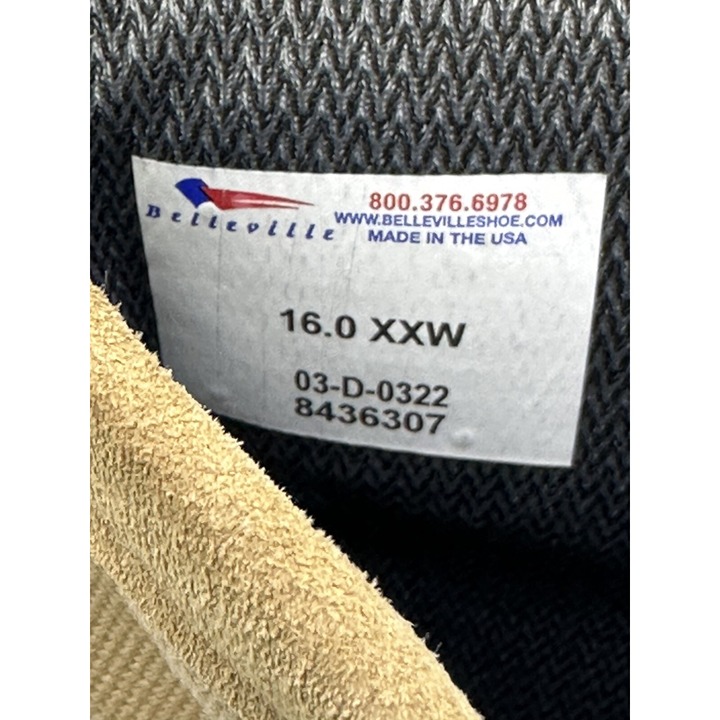 Belleville
800.376.6978
WWW.BELLEVILLESHOE.COM
MADE IN THE USA
16.0 XXW
03-D-0322
8436307